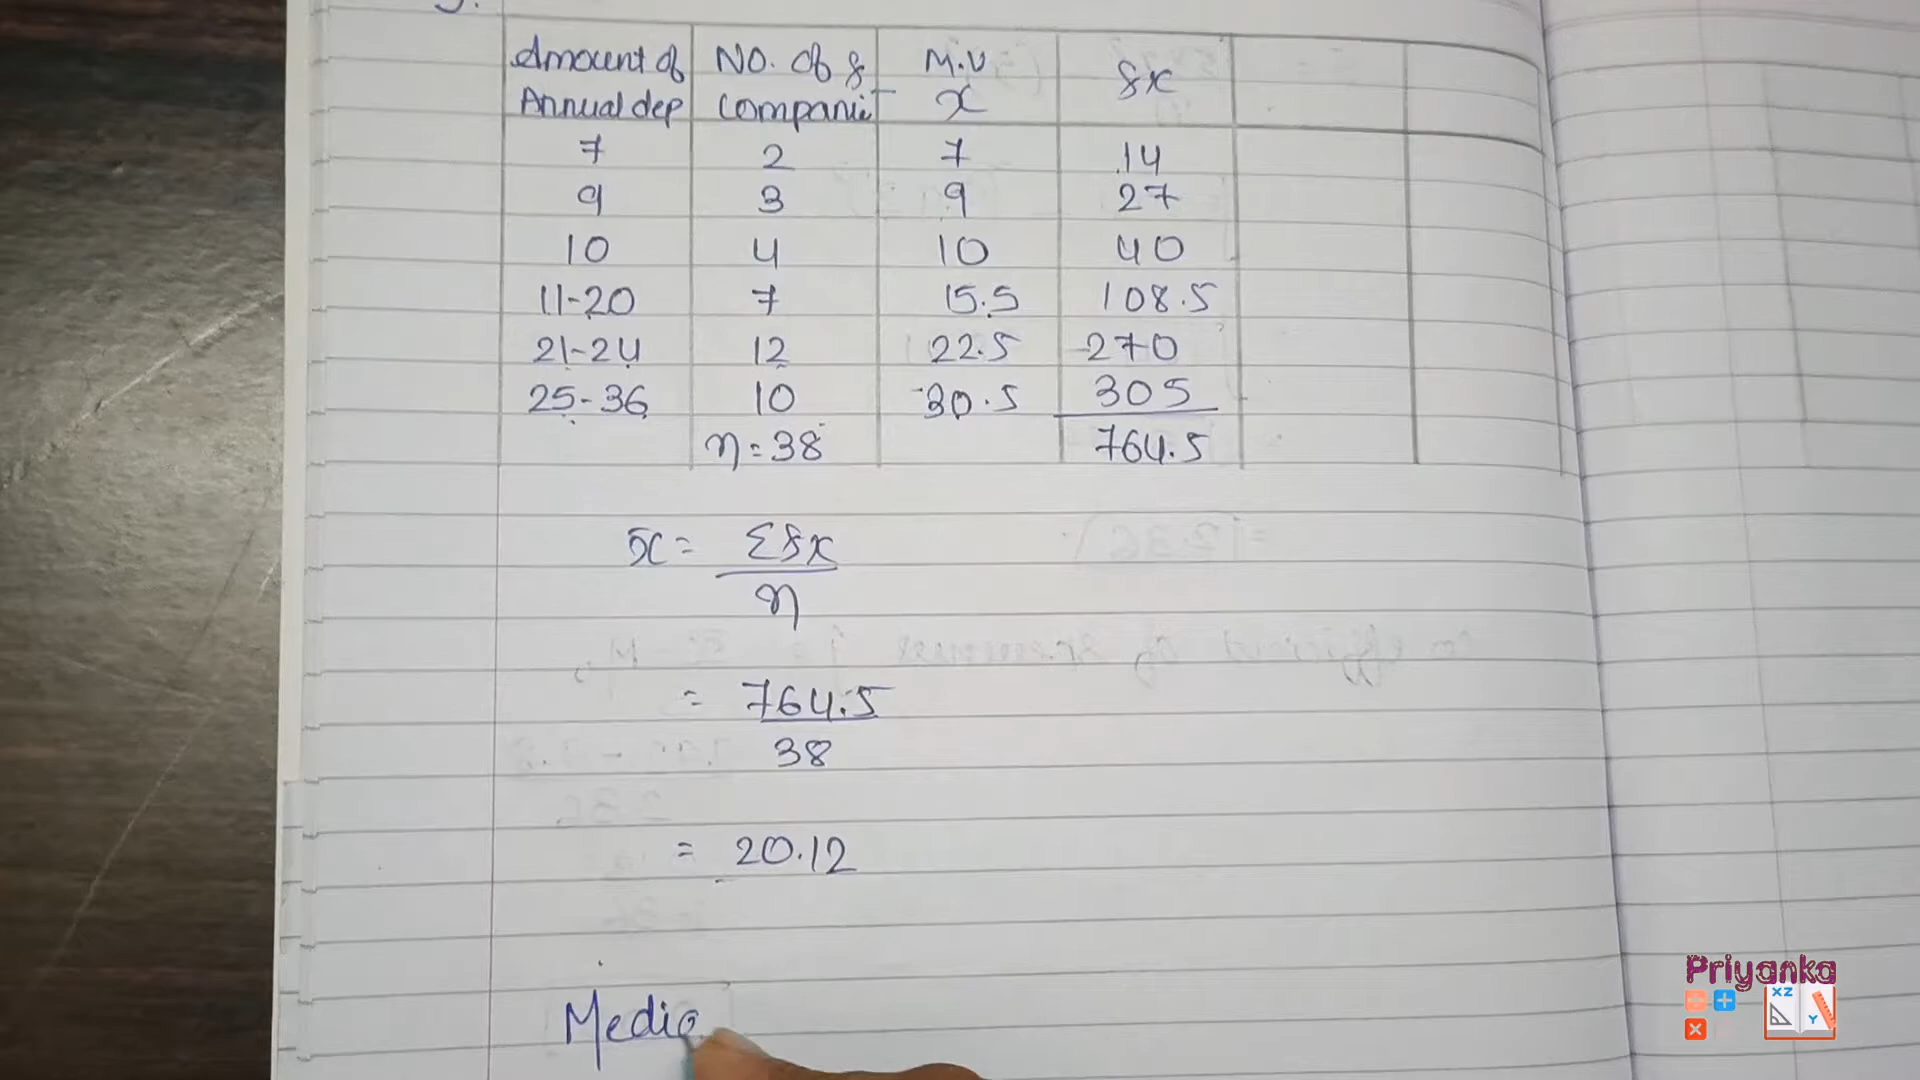 Amount of Annual dep | No. of f companie | M.V x | fx
7 | 2 | 7 | 14
9 | 3 | 9 | 27
10 | 4 | 10 | 40
11-20 | 7 | 15.5 | 108.5
21-24 | 12 | 22.5 | 270
25-36 | 10 | 30.5 | 305
n=38 | 764.5
x̄ = Σfx
n
= 764.5
38
= 20.12
Media
Priyanka
XZ
Y